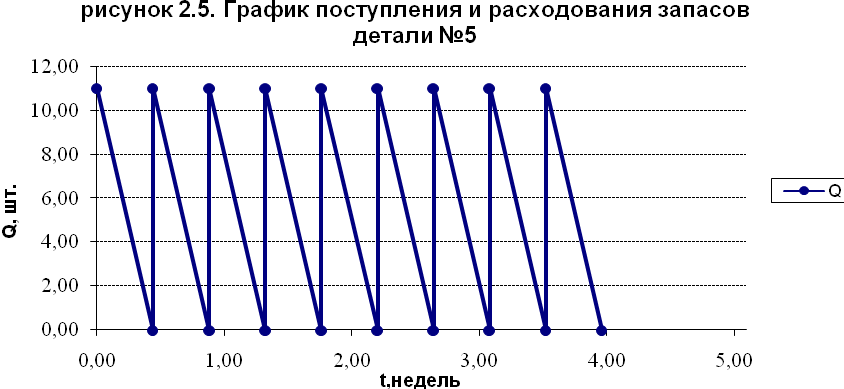 рисунок 2.5. График поступления и расходования запасов
детали №5
12,00
10,00
8,00
6,00
4,00
2,00
0,00
Q, шт.
Q
0,00 1,00 2,00 3,00 4,00 5,00
t,недель